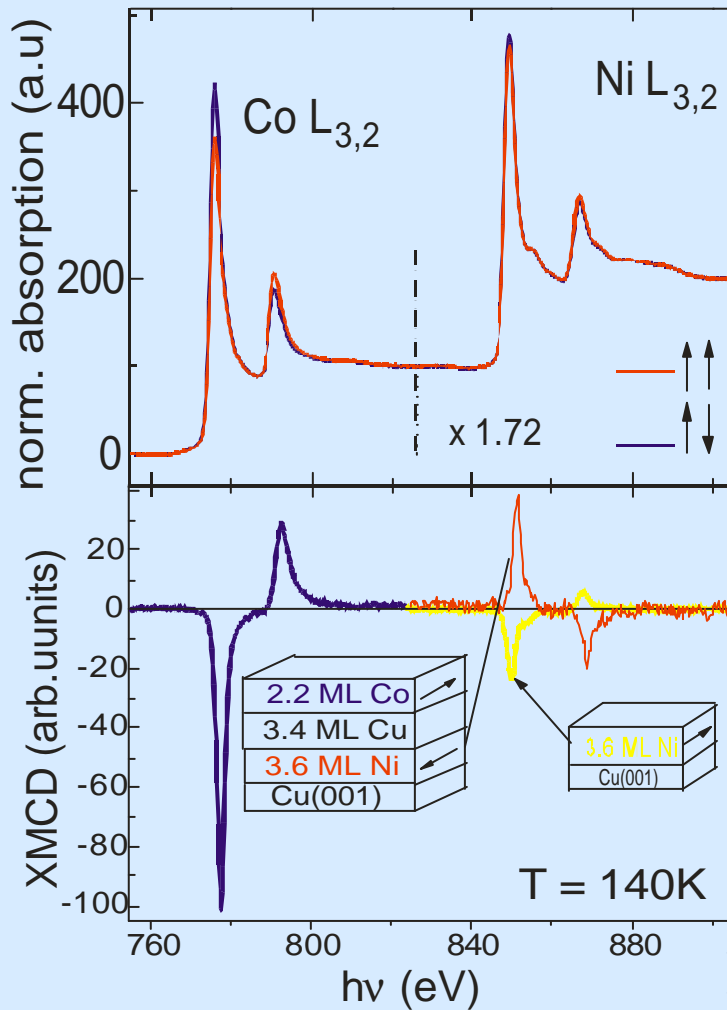 norm. absorption (a.u)
400
200
0
Co L3,2
Ni L3,2
x 1.72
XMCD (arb.uunits)
20
0
-20
-40
-60
-80
-100
2.2 ML Co
3.4 ML Cu
3.6 ML Ni
Cu(001)
3.6 ML Ni
Cu(001)
T = 140K
760
800
840
880
hν (eV)